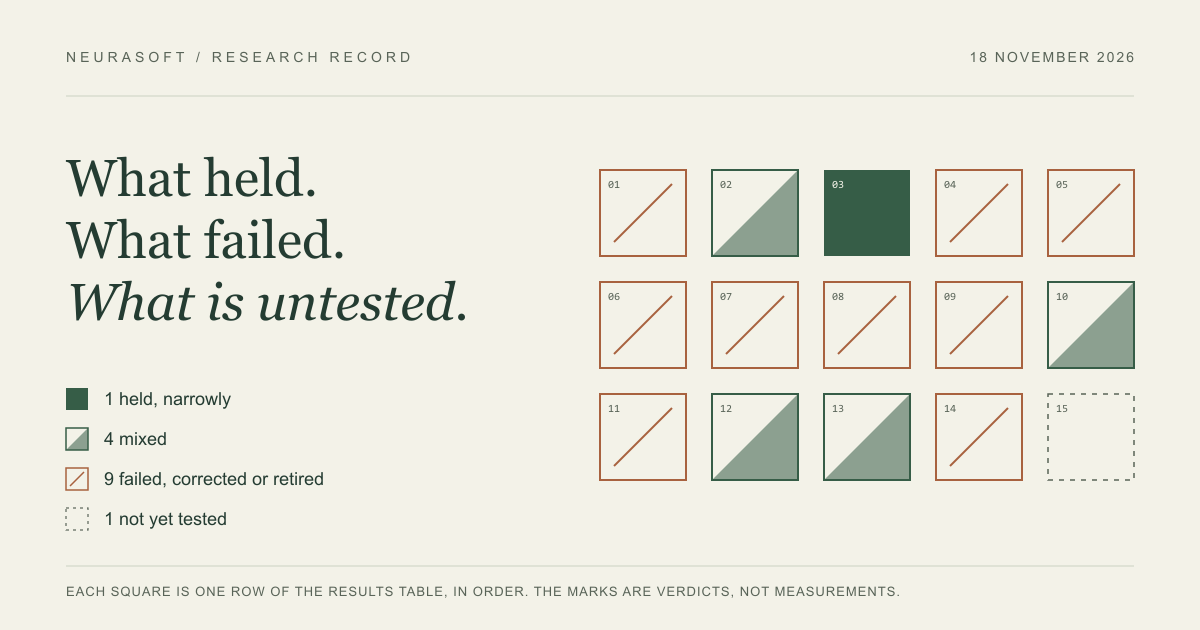 NEURASOFT / RESEARCH RECORD
18 NOVEMBER 2026
What held.
What failed.
What is untested.
1 held, narrowly
4 mixed
9 failed, corrected or retired
1 not yet tested
01 02 03 04 05
06 07 08 09 10
11 12 13 14 15
EACH SQUARE IS ONE ROW OF THE RESULTS TABLE, IN ORDER. THE MARKS ARE VERDICTS, NOT MEASUREMENTS.